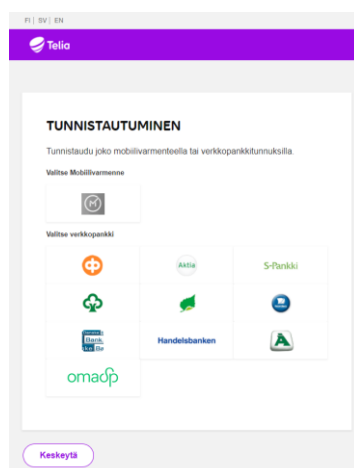 FI | SV | EN
Telia
TUNNISTAUTUMINEN
Tunnistaudu joko mobiilivarmenteella tai verkkopankkitunnuksilla.
Valitse Mobiilivarmenne
Valitse verkkopankki
Aktia
S-Pankki
Bank
Handelsbanken
A
omasp
Keskeytä